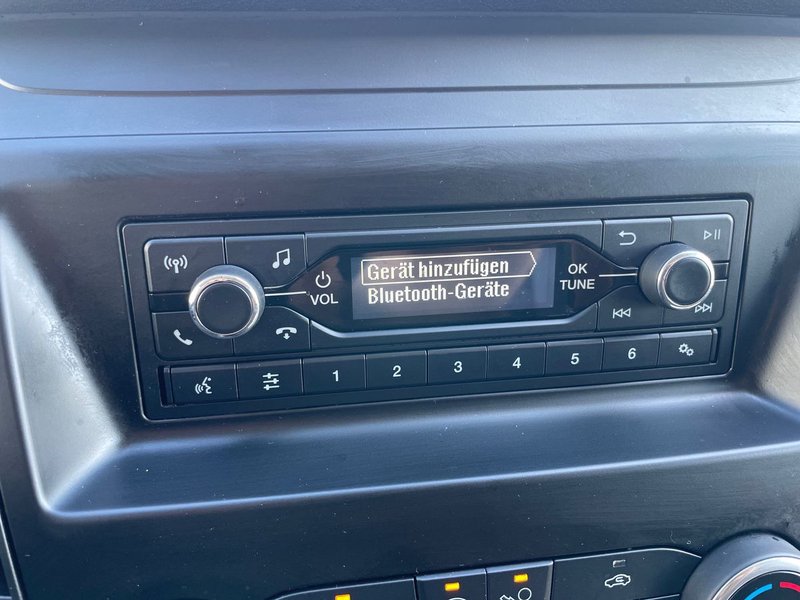 Gerät hinzufügen
Bluetooth-Geräte
VOL
OK
TUNE
1 2 3 4 5 6